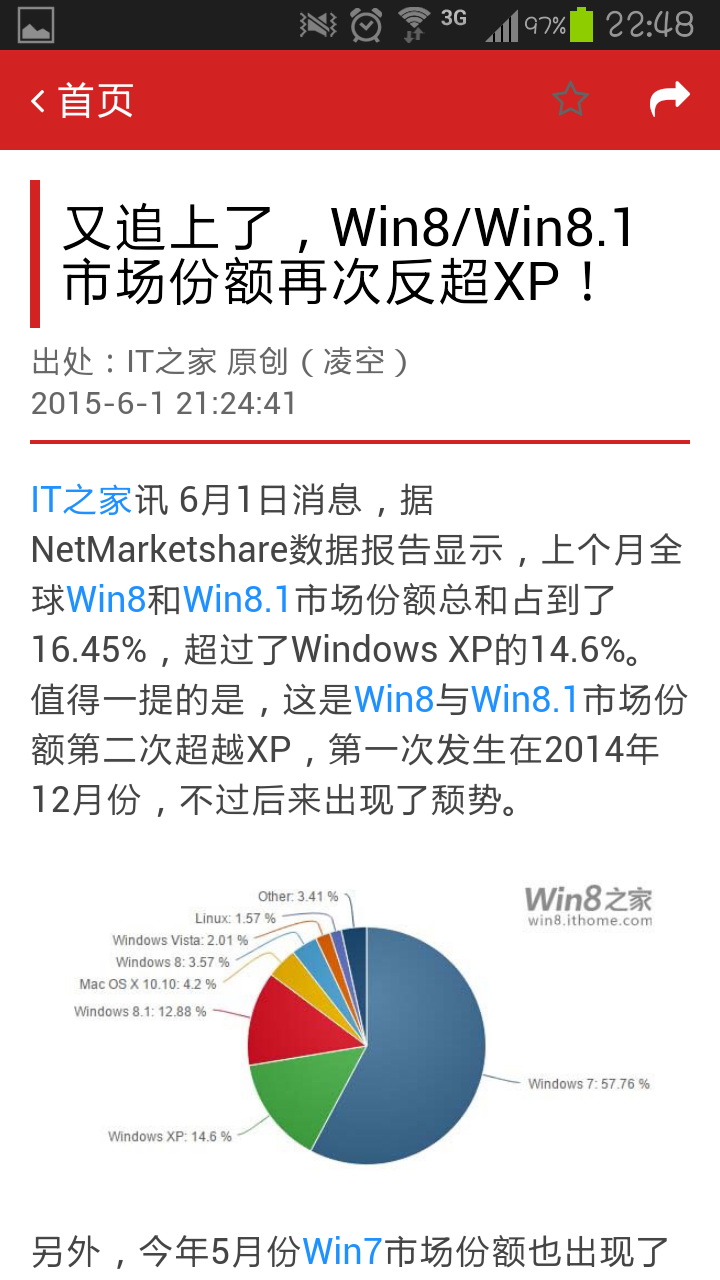 3G 97% 22:48
首页
又追上了，Win8/Win8.1
市场份额再次反超XP！
出处：IT之家 原创（凌空）
2015-6-1 21:24:41
IT之家讯 6月1日消息，据
NetMarketshare数据报告显示，上个月全
球Win8和Win8.1市场份额总和占到了
16.45%，超过了Windows XP的14.6%。
值得一提的是，这是Win8与Win8.1市场份
额第二次超越XP，第一次发生在2014年
12月份，不过后来出现了颓势。
Win8之家
win8.ithome.com
Other: 3.41 %
Linux: 1.57 %
Windows Vista: 2.01 %
Windows 8: 3.57 %
Mac OS X 10.10: 4.2 %
Windows 8.1: 12.88 %
Windows 7: 57.76 %
Windows XP: 14.6 %
另外，今年5月份Win7市场份额也出现了